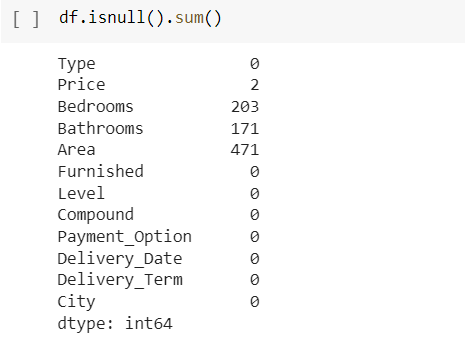 [ ] df.isnull().sum()
Type 0
Price 2
Bedrooms 203
Bathrooms 171
Area 471
Furnished 0
Level 0
Compound 0
Payment_Option 0
Delivery_Date 0
Delivery_Term 0
City 0
dtype: int64